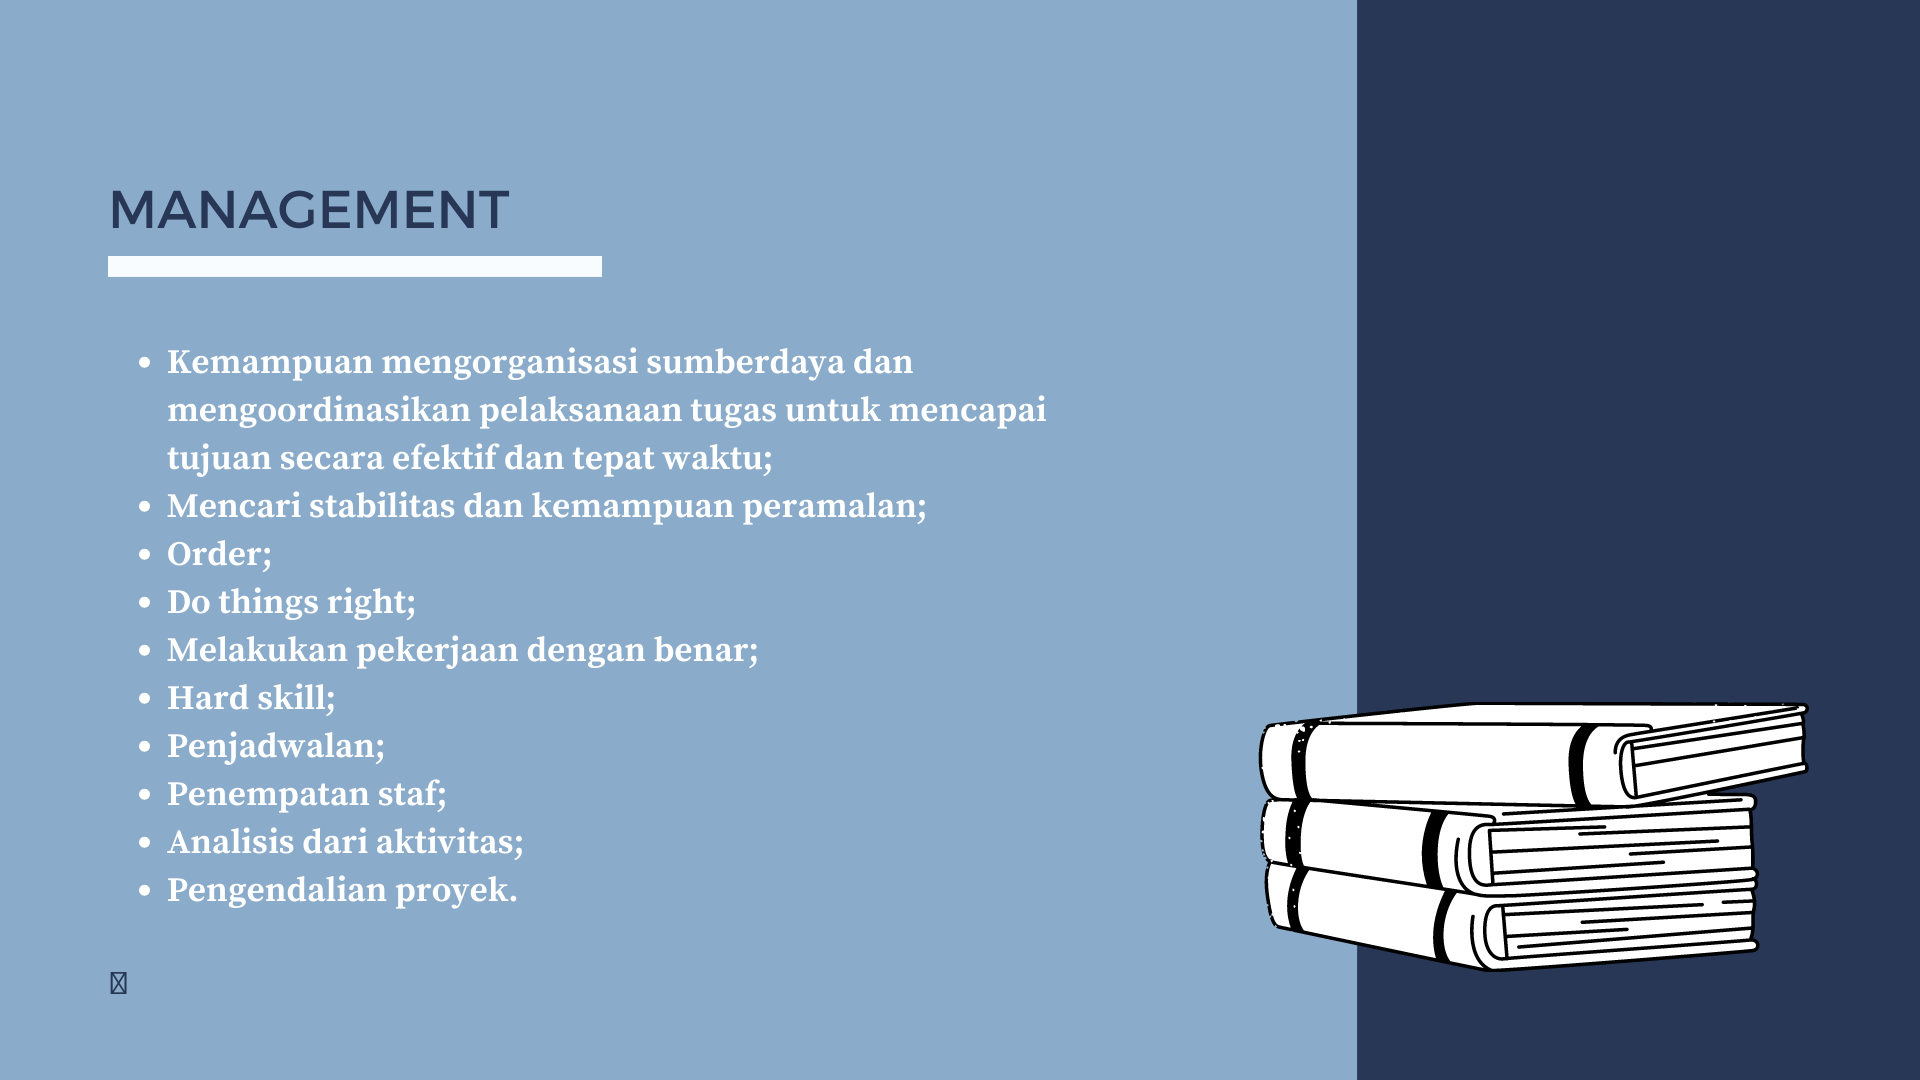 MANAGEMENT
• Kemampuan mengorganisasi sumberdaya dan
mengoordinasikan pelaksanaan tugas untuk mencapai
tujuan secara efektif dan tepat waktu;
• Mencari stabilitas dan kemampuan peramalan;
• Order;
• Do things right;
• Melakukan pekerjaan dengan benar;
• Hard skill;
• Penjadwalan;
• Penempatan staf;
• Analisis dari aktivitas;
• Pengendalian proyek.